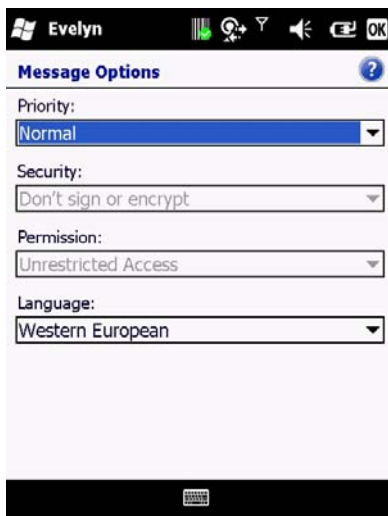 Evelyn
OK
Message Options
?
Priority:
Normal
Security:
Don't sign or encrypt
Permission:
Unrestricted Access
Language:
Western European